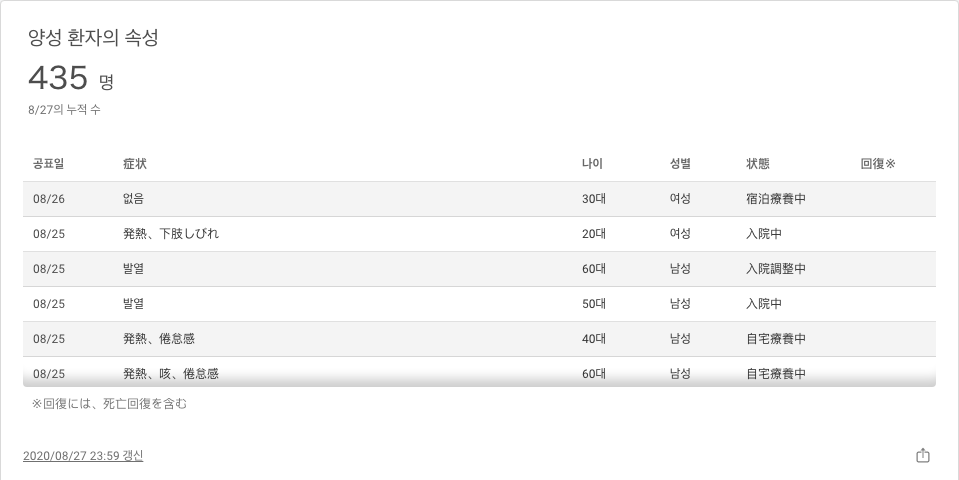 양성 환자의 속성
435 명
8/27의 누적 수
공표일 症状 나이 성별 状態 回復※
08/26 없음 30대 여성 宿泊療養中
08/25 発熱、下肢しびれ 20대 여성 入院中
08/25 발열 60대 남성 入院調整中
08/25 발열 50대 남성 入院中
08/25 発熱、倦怠感 40대 남성 自宅療養中
08/25 発熱、咳、倦怠感 60대 남성 自宅療養中
※回復には、死亡回復を含む
2020/08/27 23:59 갱신